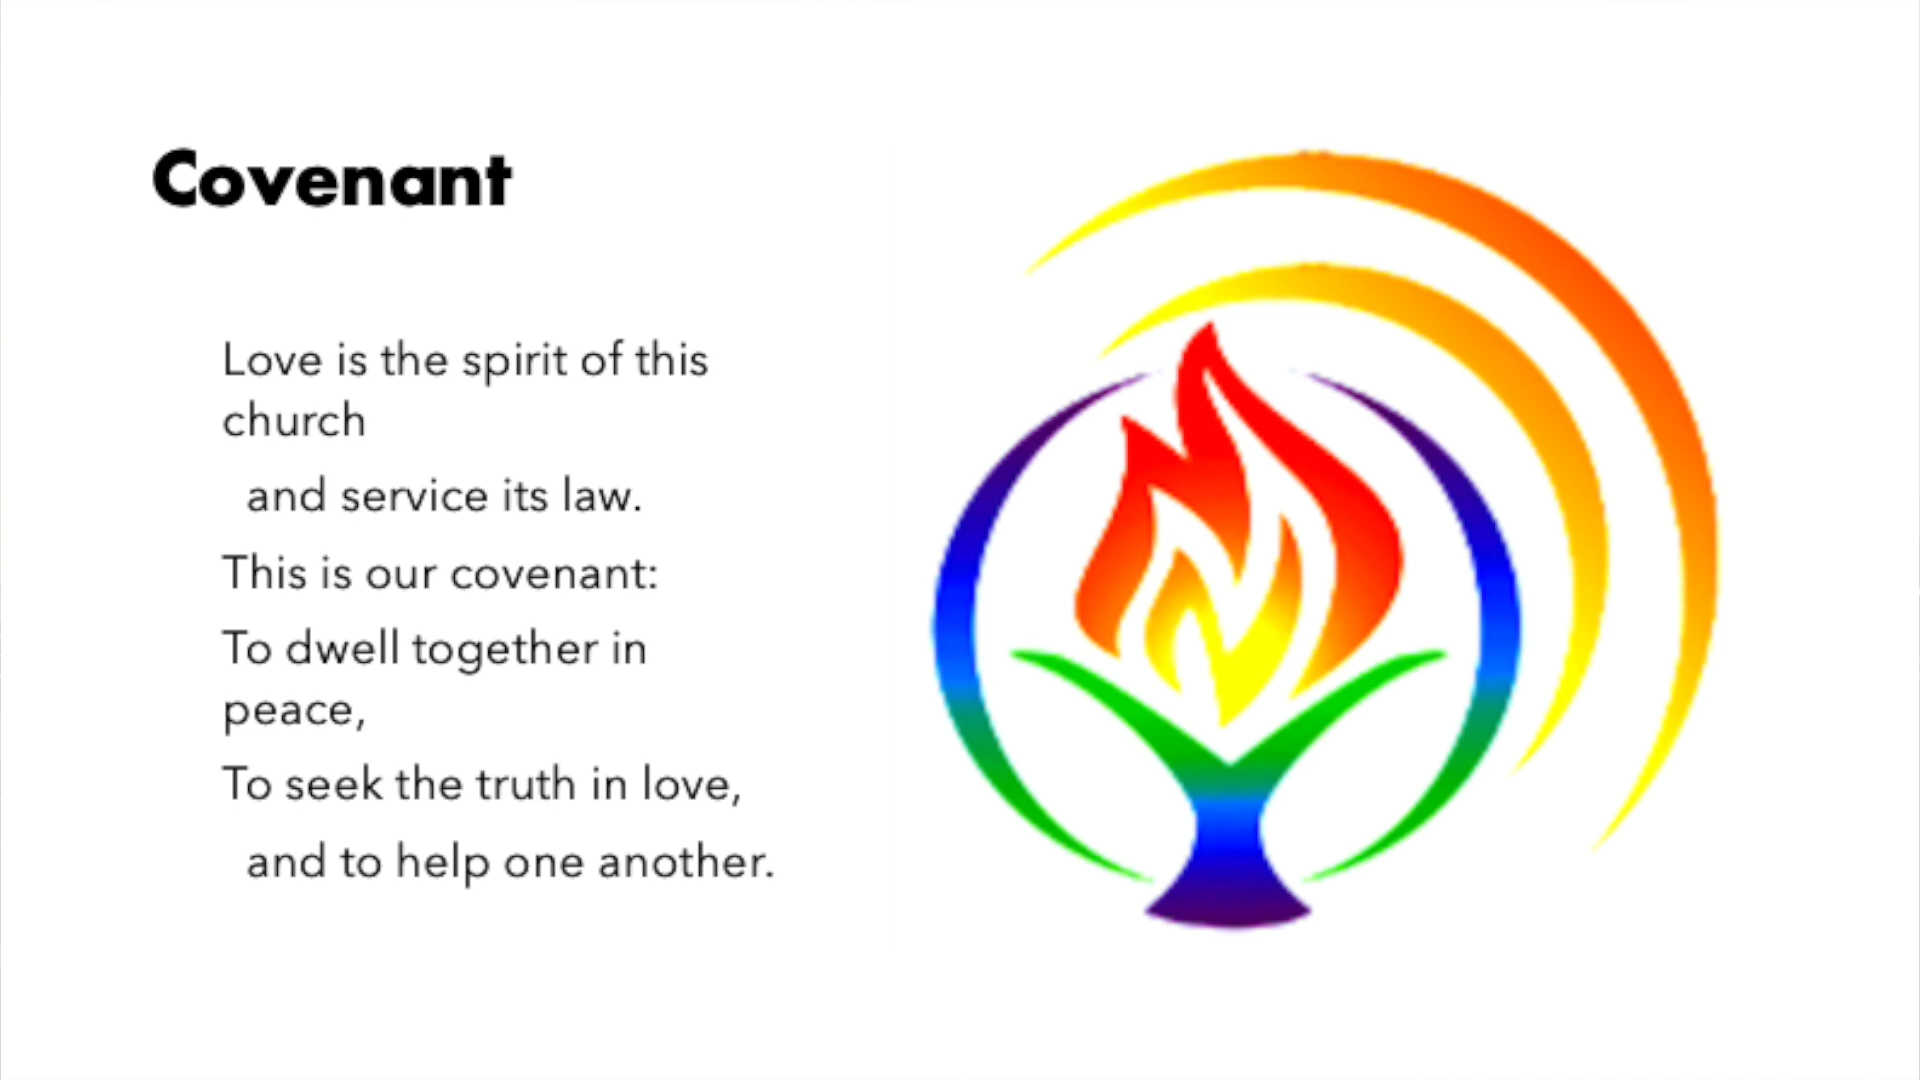 Covenant
Love is the spirit of this
church
and service its law.
This is our covenant:
To dwell together in
peace,
To seek the truth in love,
and to help one another.